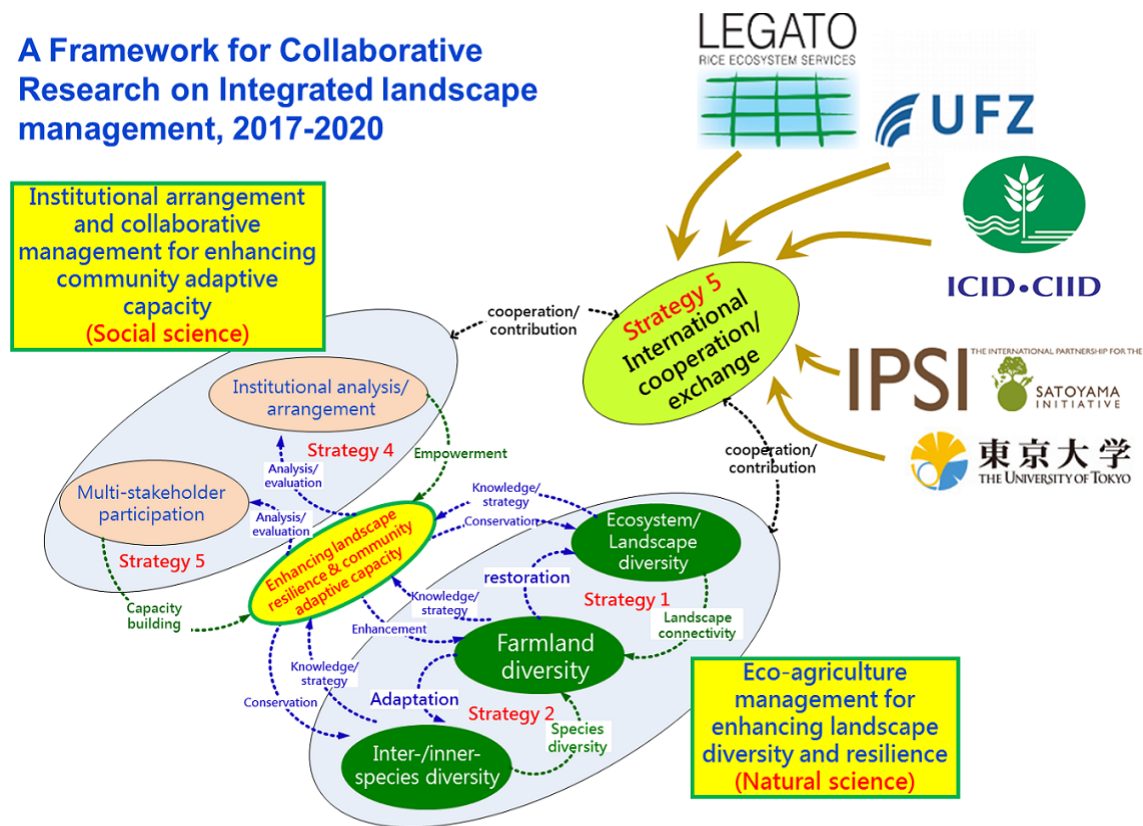 A Framework for Collaborative
Research on Integrated landscape
management, 2017-2020
LEGATO
RICE ECOSYSTEM SERVICES
UFZ
ICID•CIID
IPSI
THE INTERNATIONAL PARTNERSHIP FOR THE
SATOYAMA
INITIATIVE
東京大学
THE UNIVERSITY OF TOKYO
Institutional arrangement
and collaborative
management for enhancing
community adaptive
capacity
(Social science)
Strategy 5
International
cooperation/
exchange
cooperation/
contribution
cooperation/
contribution
Institutional analysis/
arrangement
Strategy 4
Empowerment
Analysis/
evaluation
Multi-stakeholder
participation
Analysis/
evaluation
Strategy 5
Capacity
building
Enhancing landscape
resilience & community
adaptive capacity
Knowledge/
strategy
Conservation
Ecosystem/
Landscape
diversity
restoration
Strategy 1
Knowledge/
strategy
Landscape
connectivity
Enhancement
Farmland
diversity
Knowledge/
strategy
Conservation
Adaptation
Strategy 2
Species
diversity
Inter-/inner-
species diversity
Eco-agriculture
management for
enhancing landscape
diversity and resilience
(Natural science)